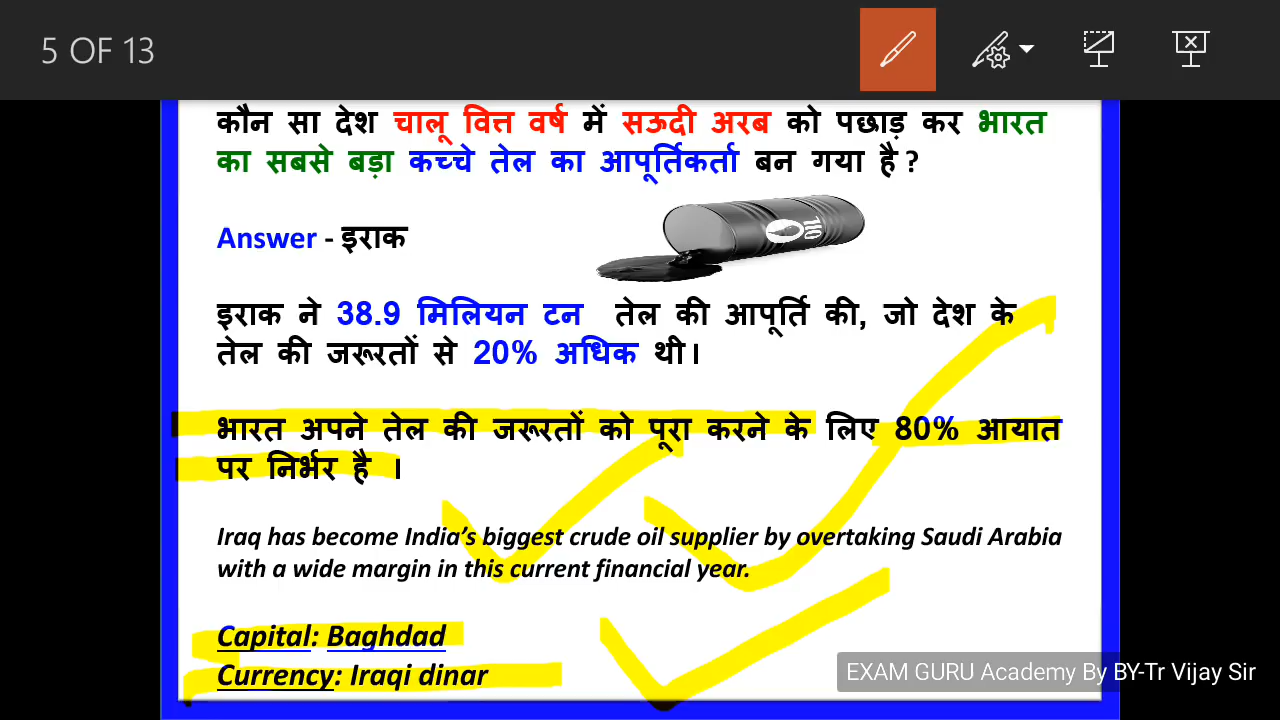 5 OF 13
कौन सा देश चालू वित्त वर्ष में सऊदी अरब को पछाड़ कर भारत
का सबसे बड़ा कच्चे तेल का आपूर्तिकर्ता बन गया है ?
Answer - इराक
OIL
इराक ने 38.9 मिलियन टन तेल की आपूर्ति की, जो देश के
तेल की जरूरतों से 20% अधिक थी।
भारत अपने तेल की जरूरतों को पूरा करने के लिए 80% आयात
पर निर्भर है ।
Iraq has become India's biggest crude oil supplier by overtaking Saudi Arabia
with a wide margin in this current financial year.
Capital: Baghdad
Currency: Iraqi dinar
EXAM GURU Academy By BY-Tr Vijay Sir